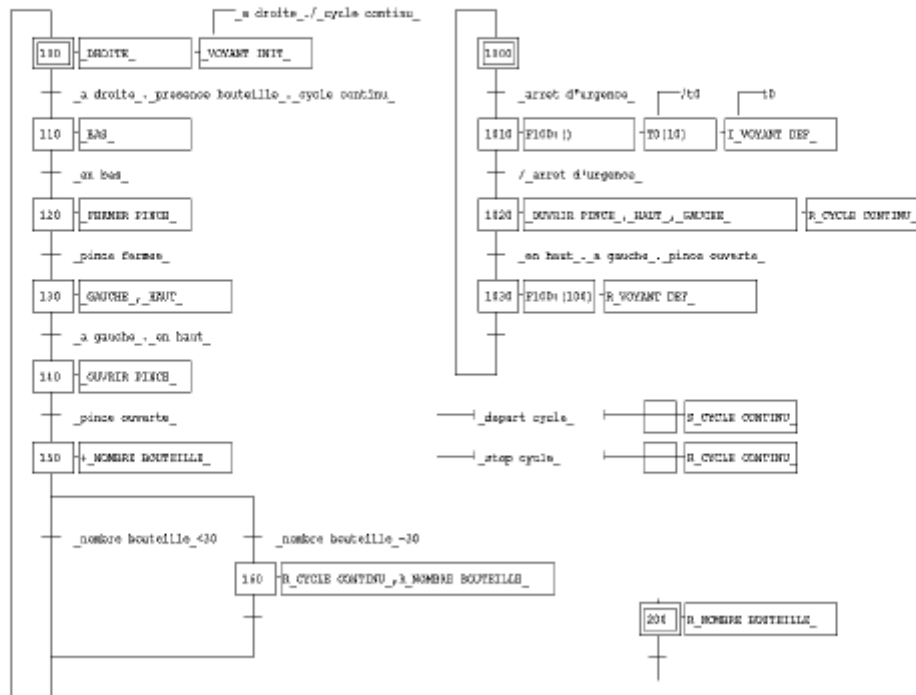 _a droite_./_cycle continu_
100 _DROITE_ _VOYANT INIT_
_a droite_._presence bouteille_._cycle continu_
110 _BAS_
_en bas_
120 _FERMER PINCE_
_pince fermee_
130 _GAUCHE_,_HAUT_
_a gauche_._en haut_
140 _OUVRIR PINCE_
_pince ouverte_
150 +_NOMBRE BOUTEILLE_
_nombre bouteille_<30
_nombre bouteille_=30
160 R_CYCLE CONTINU_,R_NOMBRE BOUTEILLE_
1000
_arret d'urgence_
/t0
t0
1010 F1GD:() T0(10) I_VOYANT DEF_
/_arret d'urgence_
1020 _OUVRIR PINCE_,_HAUT_,_GAUCHE_ R_CYCLE CONTINU_
_en haut_._a gauche_._pince ouverte_
1030 F1GD:(100) R_VOYANT DEF_
_depart cycle_ S_CYCLE CONTINU_
_stop cycle_ R_CYCLE CONTINU_
200 R_NOMBRE BOUTEILLE_